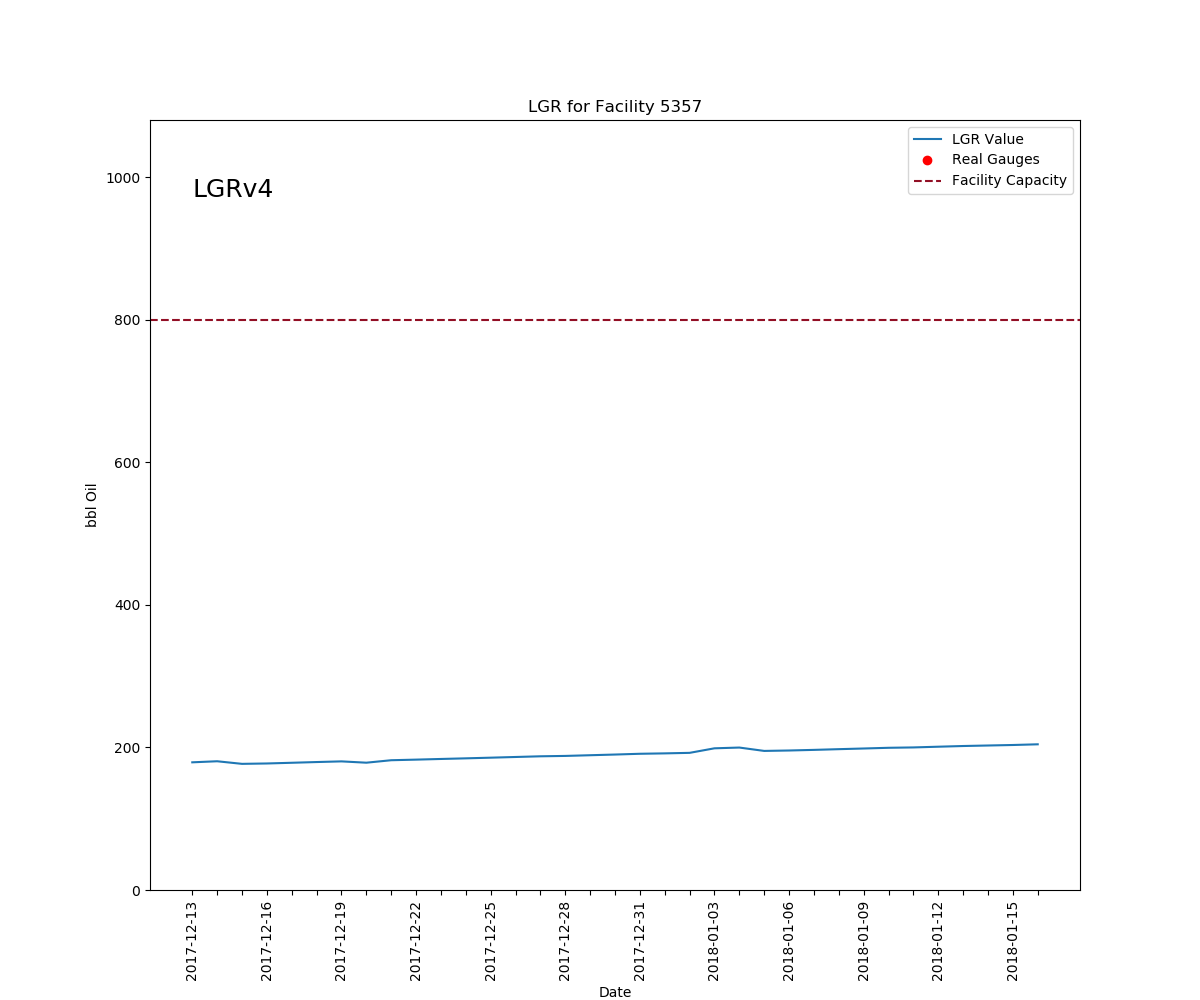 LGR for Facility 5357
LGR Value
Real Gauges
Facility Capacity
LGRv4
1000
800
600
400
200
0
bbl Oil
2017-12-13
2017-12-16
2017-12-19
2017-12-22
2017-12-25
2017-12-28
2017-12-31
2018-01-03
2018-01-06
2018-01-09
2018-01-12
2018-01-15
Date